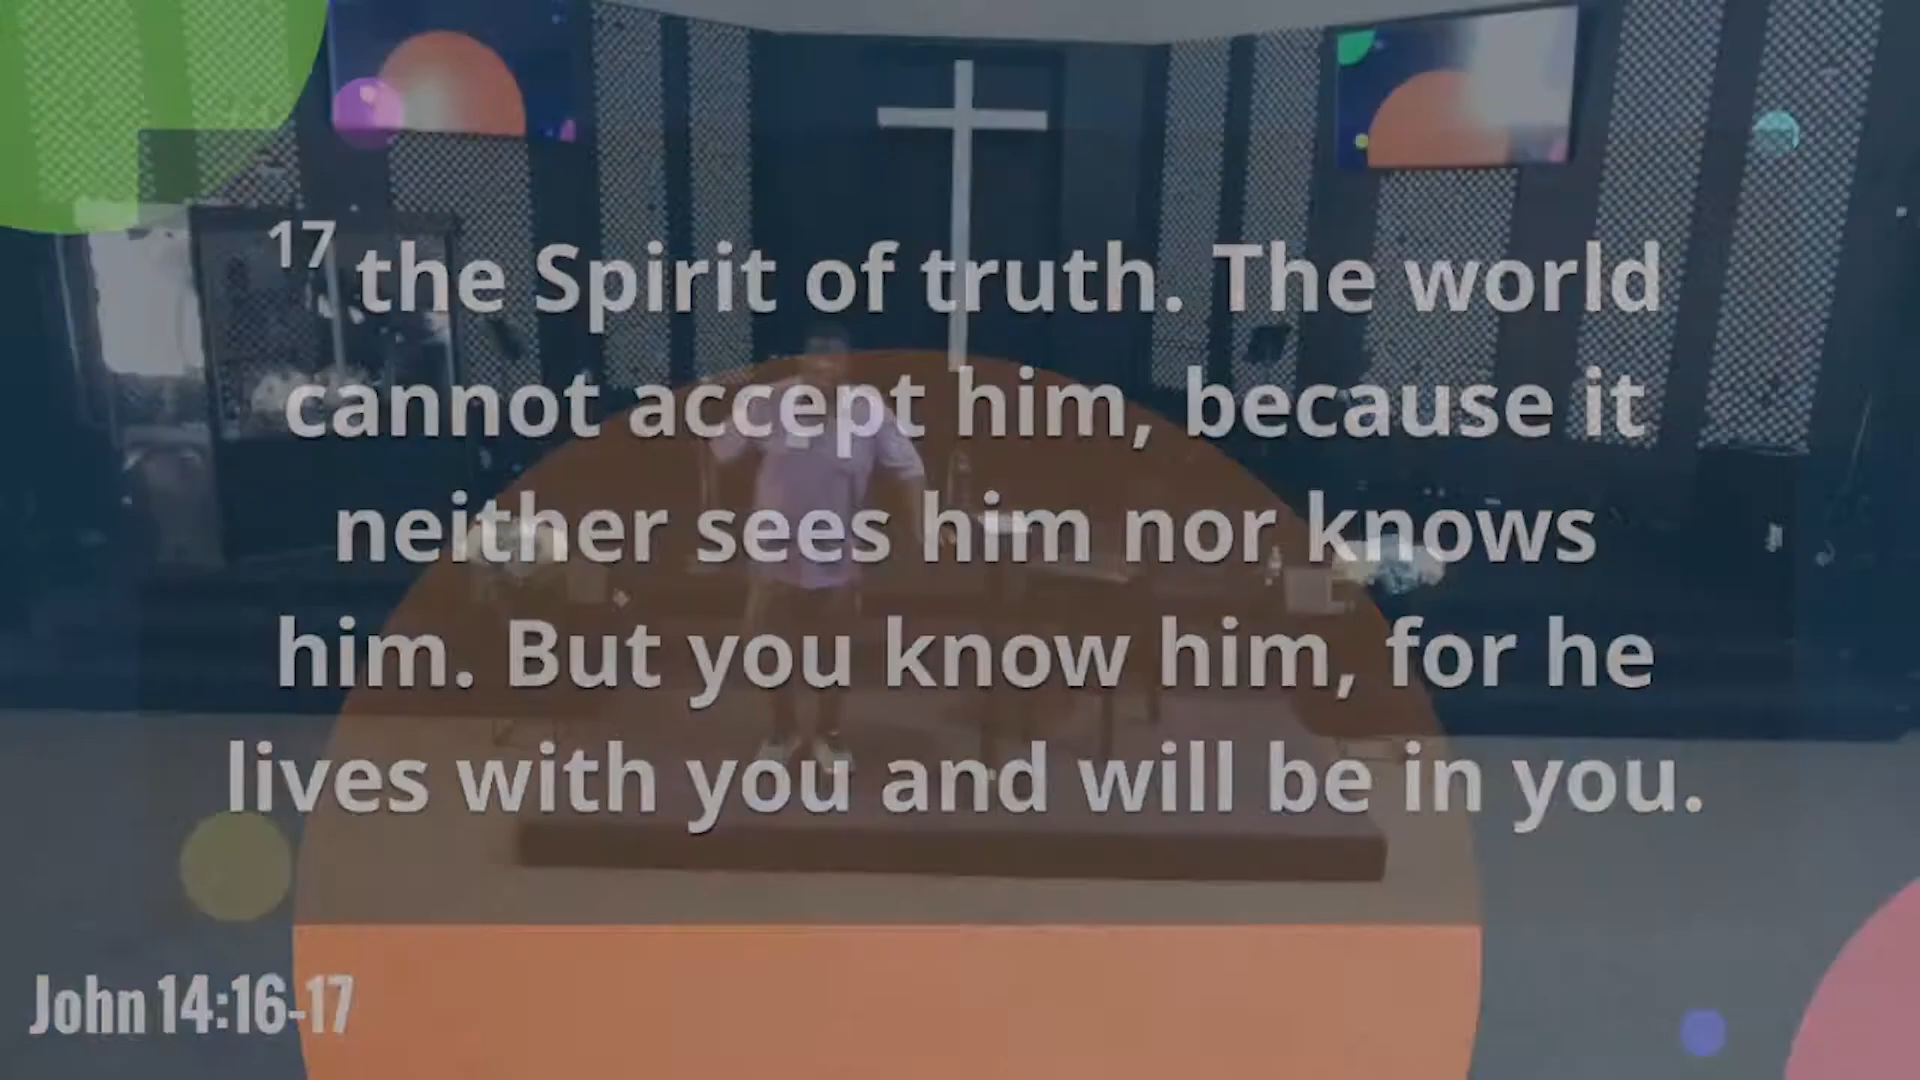 17 the Spirit of truth. The world
cannot accept him, because it
neither sees him nor knows
him. But you know him, for he
lives with you and will be in you.
John 14:16-17